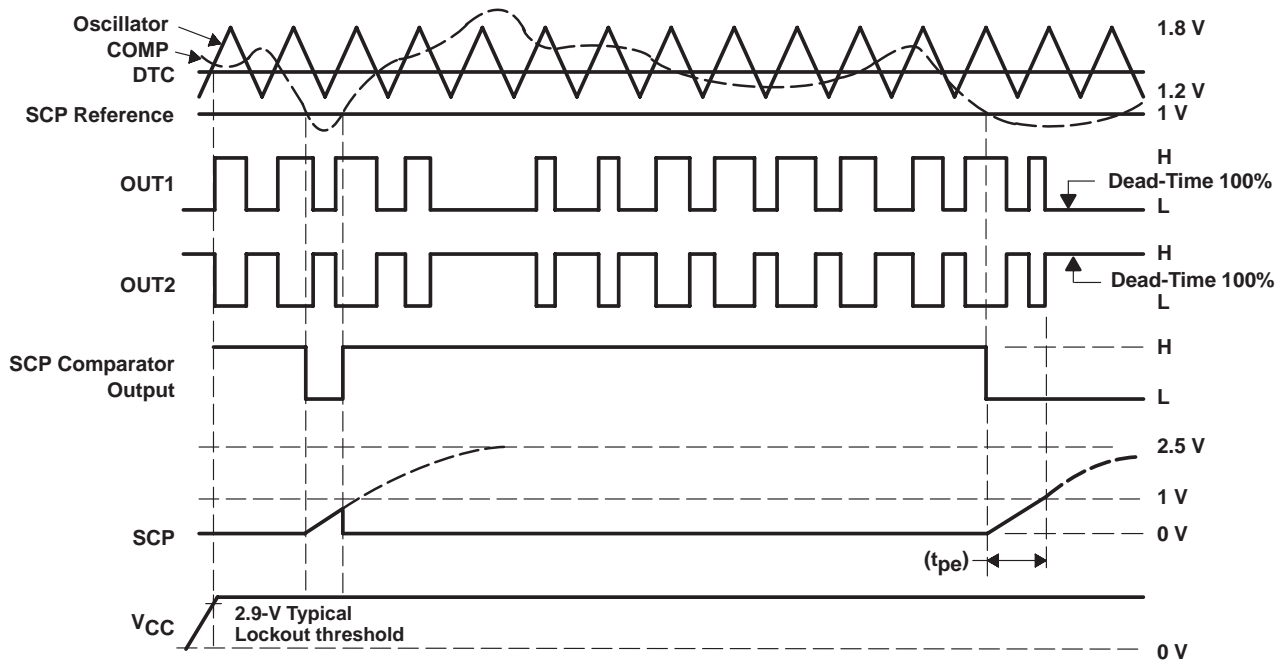 Oscillator
COMP
DTC
SCP Reference
1.8 V
1.2 V
1 V
OUT1
H
Dead-Time 100%
L
OUT2
H
Dead-Time 100%
L
SCP Comparator
Output
H
L
2.5 V
1 V
SCP
0 V
(tpe)
VCC
2.9-V Typical
Lockout threshold
0 V